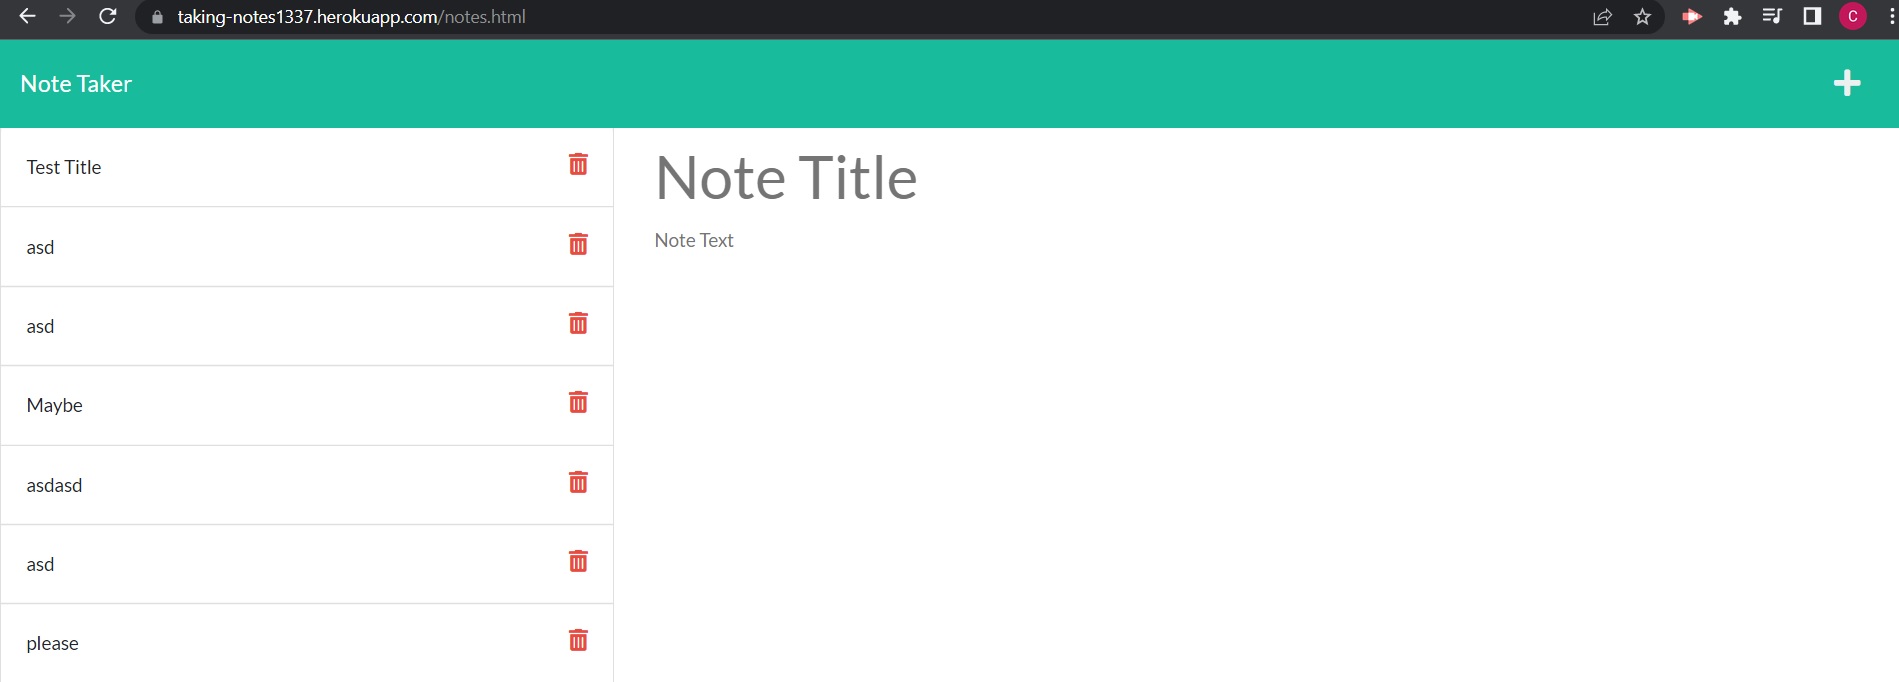 taking-notes1337.herokuapp.com/notes.html
C
Note Taker
Test Title
asd
asd
Maybe
asdasd
asd
please
Note Title
Note Text